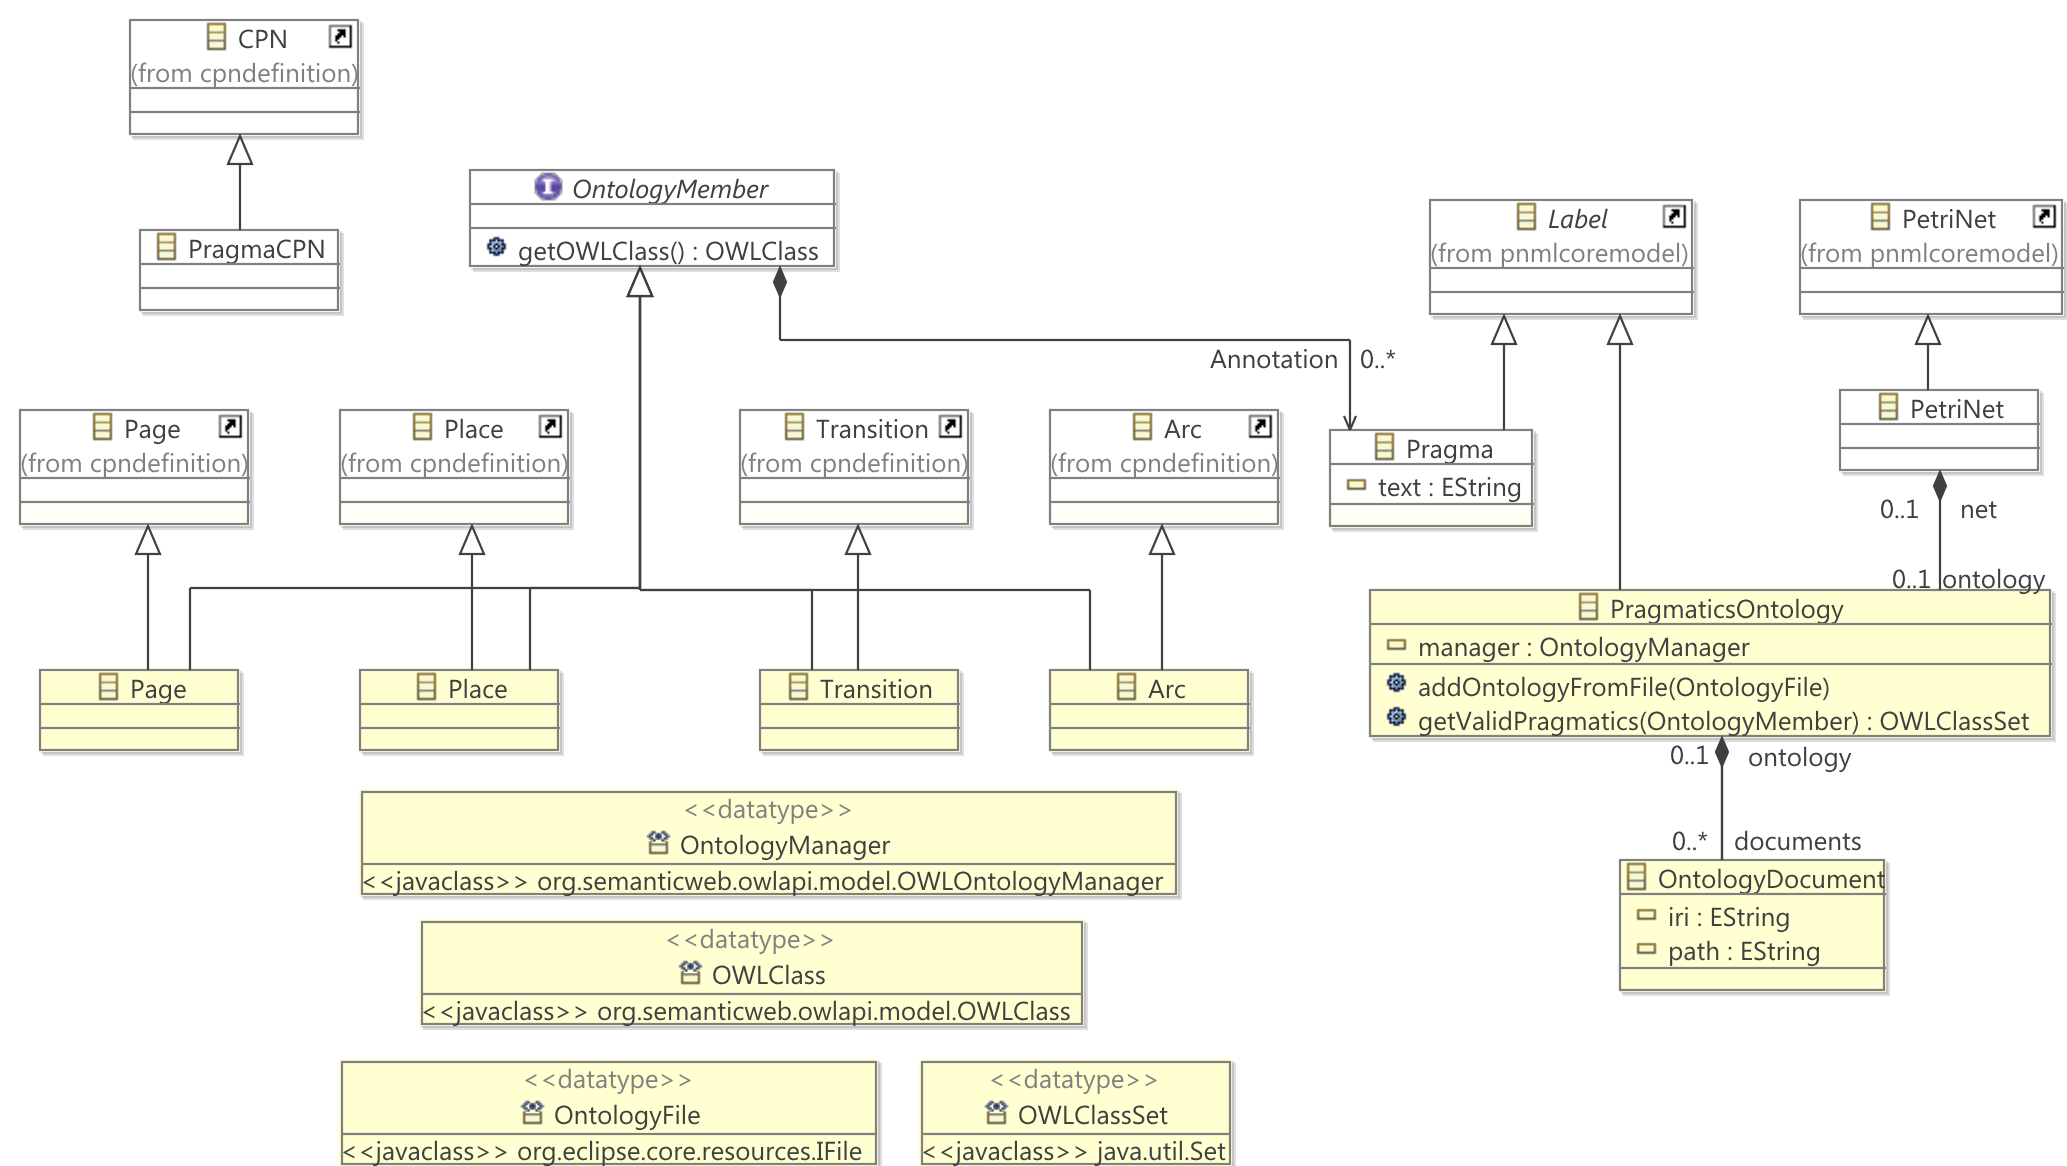 CPN
(from cpndefinition)
PragmaCPN
OntologyMember
getOWLClass() : OWLClass
Label
(from pnmlcoremodel)
PetriNet
(from pnmlcoremodel)
Annotation
0..*
Page
(from cpndefinition)
Place
(from cpndefinition)
Transition
(from cpndefinition)
Arc
(from cpndefinition)
Pragma
text : EString
PetriNet
0..1
net
0..1
ontology
Page
Place
Transition
Arc
PragmaticsOntology
manager : OntologyManager
addOntologyFromFile(OntologyFile)
getValidPragmatics(OntologyMember) : OWLClassSet
0..1
ontology
0..*
documents
OntologyDocument
iri : EString
path : EString
<<datatype>>
OntologyManager
<<javaclass>> org.semanticweb.owlapi.model.OWLOntologyManager
<<datatype>>
OWLClass
<<javaclass>> org.semanticweb.owlapi.model.OWLClass
<<datatype>>
OntologyFile
<<javaclass>> org.eclipse.core.resources.IFile
<<datatype>>
OWLClassSet
<<javaclass>> java.util.Set